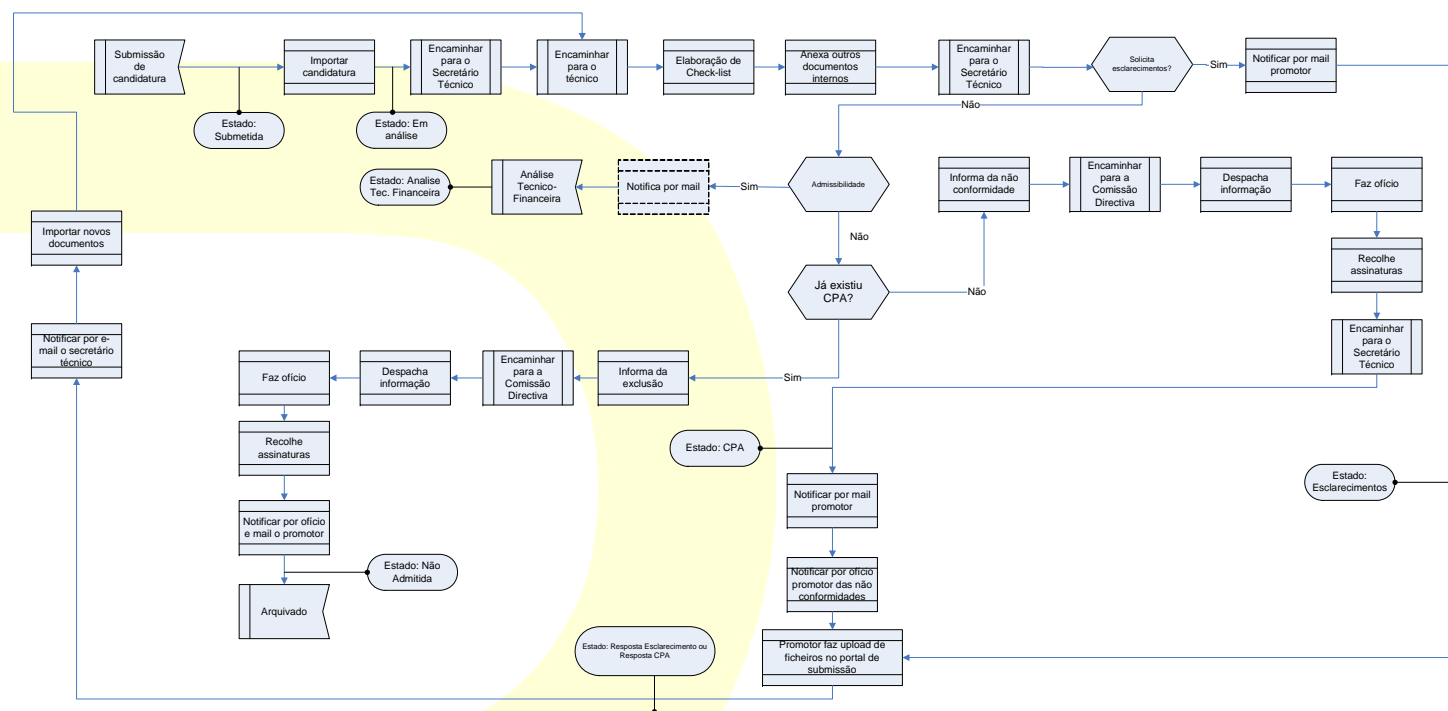 Submissão
de
candidatura
Importar
candidatura
Encaminhar
para o
Secretário
Técnico
Encaminhar
para o
técnico
Elaboração de
Check-list
Anexa outros
documentos
internos
Encaminhar
para o
Secretário
Técnico
Solicita
esclarecimentos?
Sim
Notificar por mail
promotor
Não
Estado:
Submetida
Estado: Em
análise
Estado: Analise
Tec. Financeira
Análise
Tecnico-
Financeira
Notifica por mail
Sim
Admissibilidade
Informa da não
conformidade
Encaminhar
para a
Comissão
Directiva
Despacha
informação
Faz ofício
Não
Importar novos
documentos
Recolhe
assinaturas
Já existiu
CPA?
Não
Notificar por e-
mail o secretário
técnico
Encaminhar
para o
Secretário
Técnico
Faz ofício
Despacha
informação
Encaminhar
para a
Comissão
Directiva
Informa da
exclusão
Sim
Recolhe
assinaturas
Estado: CPA
Estado:
Esclarecimentos
Notificar por mail
promotor
Notificar por ofício
e mail o promotor
Estado: Não
Admitida
Notificar por ofício
promotor das não
conformidades
Arquivado
Estado: Resposta Esclarecimento ou
Resposta CPA
Promotor faz upload de
ficheiros no portal de
submissão